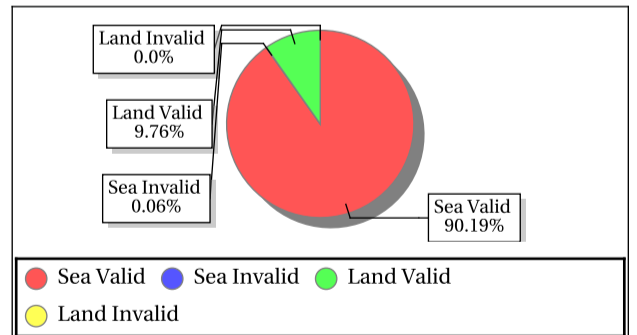 Land Invalid
0.0%
Land Valid
9.76%
Sea Invalid
0.06%
Sea Valid
90.19%
Sea Valid Sea Invalid Land Valid
Land Invalid